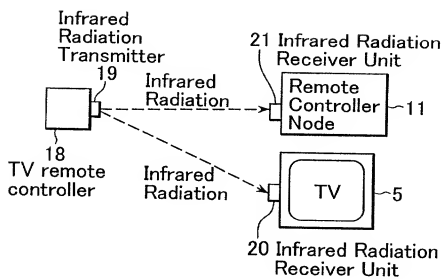 Infrared
Radiation
Transmitter
19
18
TV remote
controller
Infrared
Radiation
Infrared
Radiation
21 Infrared Radiation
Receiver Unit
Remote
Controller
Node
11
TV
5
20 Infrared Radiation
Receiver Unit